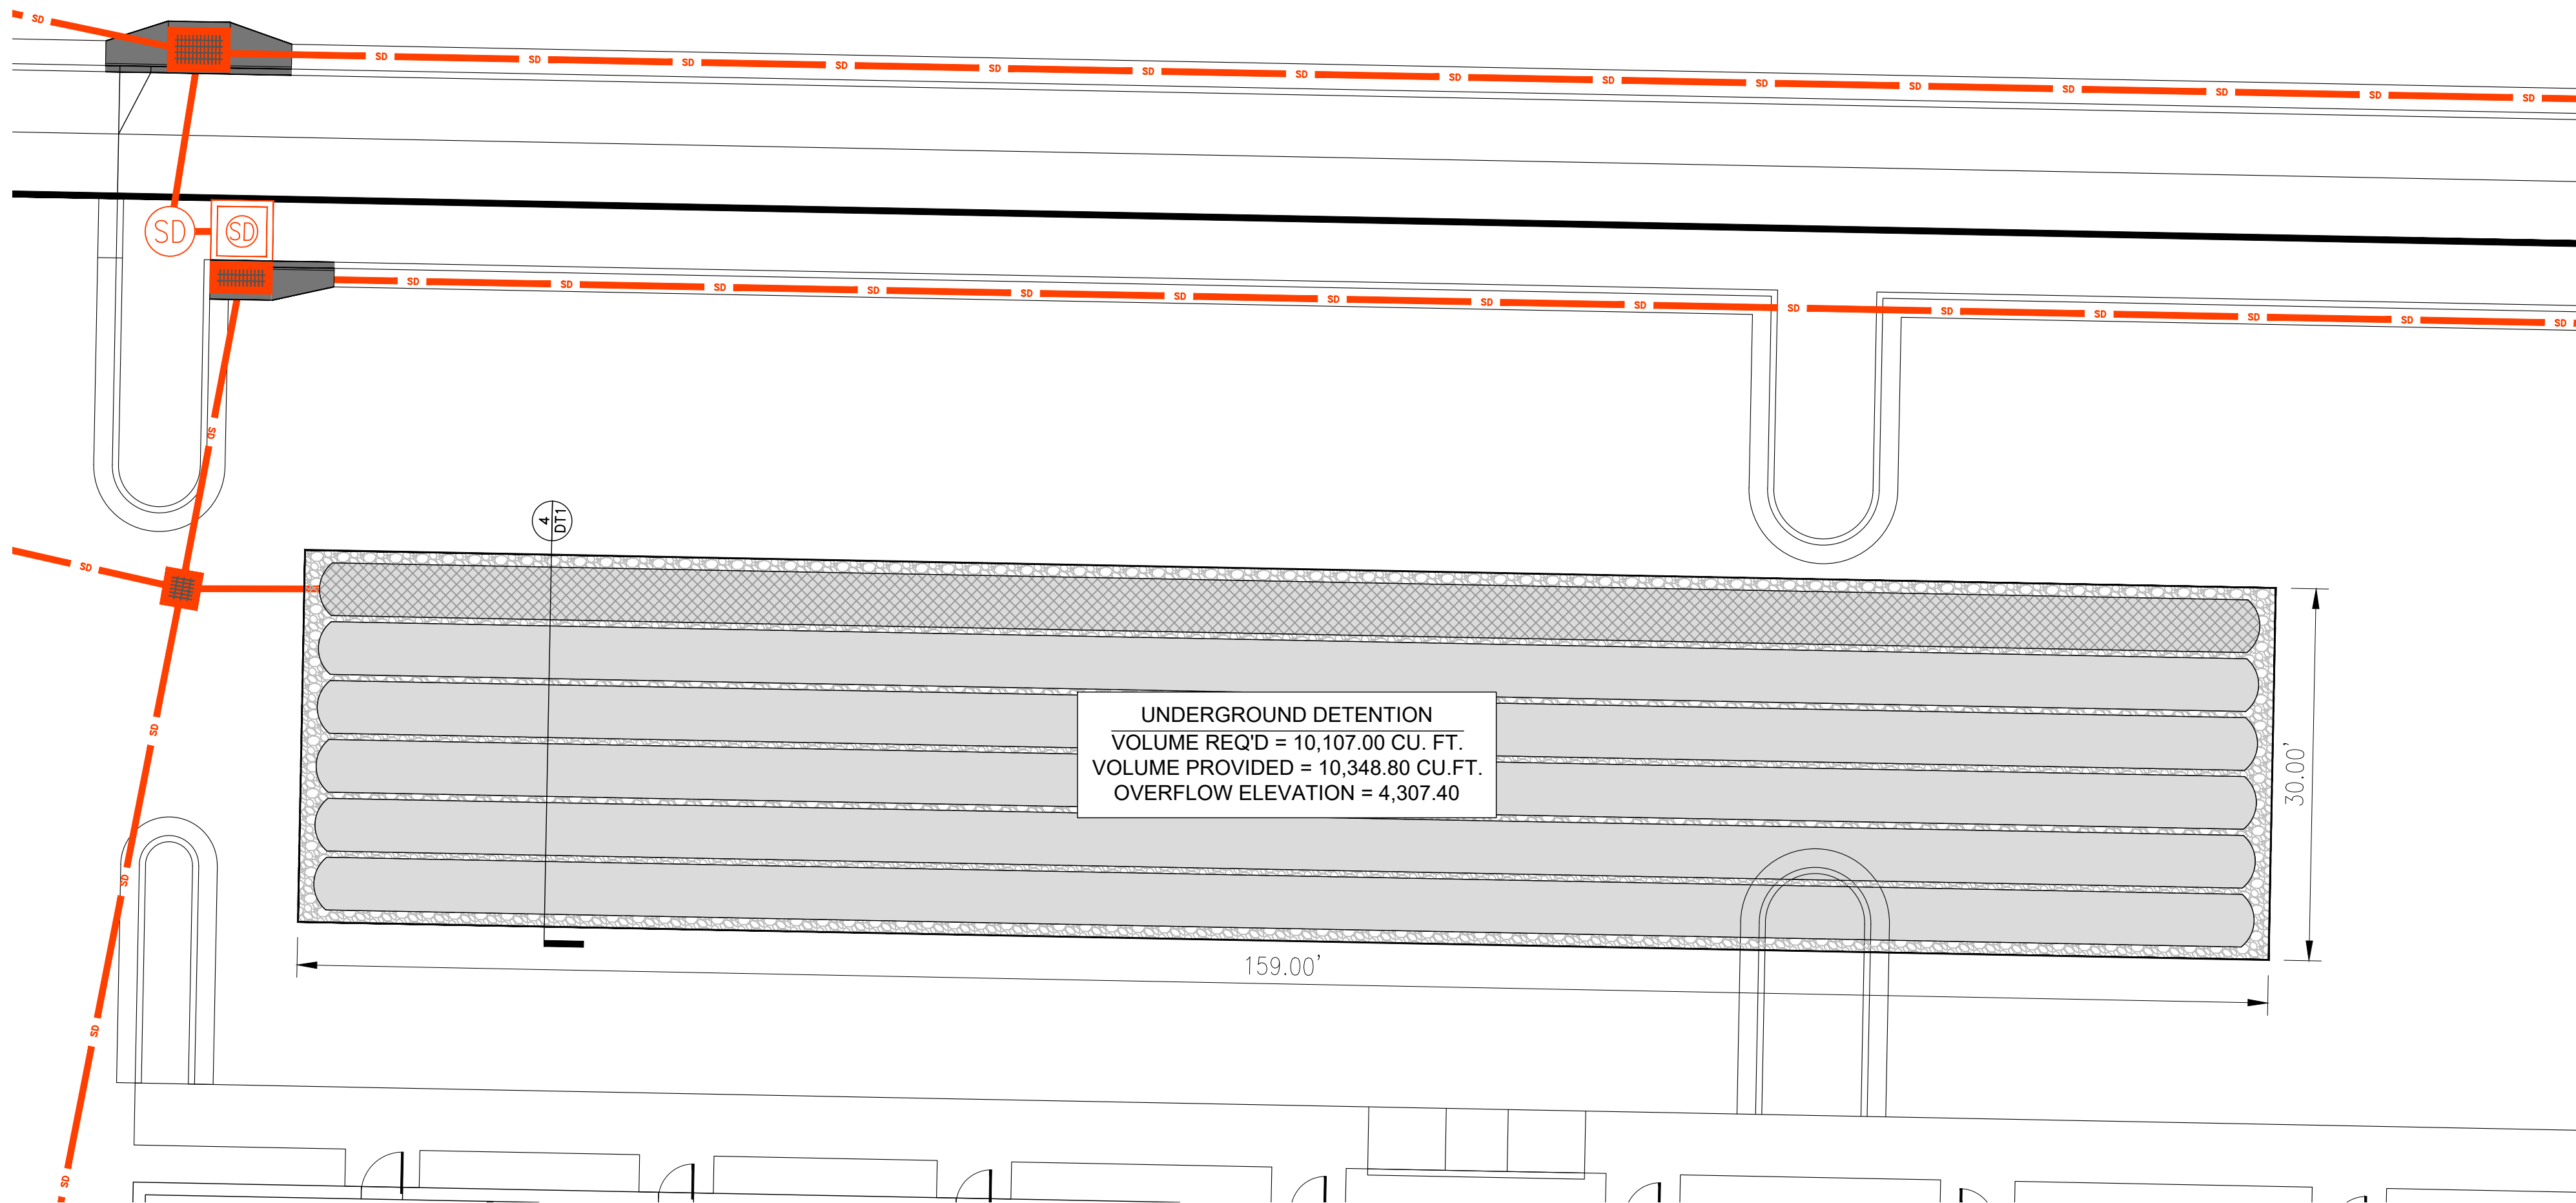 SD
SD SD SD SD SD SD SD SD SD SD SD SD SD SD SD
SD SD
SD SD SD SD SD SD SD SD SD SD SD SD SD SD SD
SD
4
DT1
SD
UNDERGROUND DETENTION
VOLUME REQ'D = 10,107.00 CU. FT.
VOLUME PROVIDED = 10,348.80 CU.FT.
OVERFLOW ELEVATION = 4,307.40
30.00'
SD
SD
159.00'
SD
SD